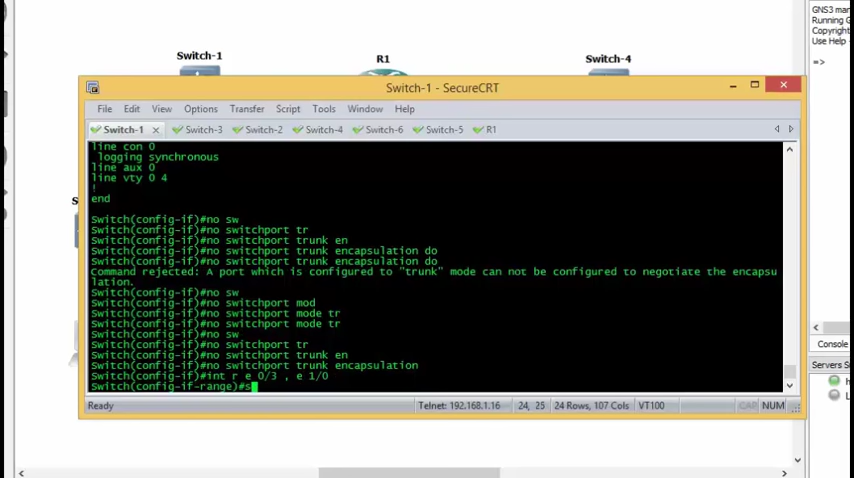 GNS3 man
Running G
Copyright
Use Help -
=>
Switch-1
R1
Switch-4
Switch-1 - SecureCRT
File Edit View Options Transfer Script Tools Window Help
Switch-1 Switch-3 Switch-2 Switch-4 Switch-6 Switch-5 R1
line con 0
logging synchronous
line aux 0
line vty 0 4
!
end
Switch(config-if)#no sw
Switch(config-if)#no switchport tr
Switch(config-if)#no switchport trunk en
Switch(config-if)#no switchport trunk encapsulation do
Switch(config-if)#no switchport trunk encapsulation do
Command rejected: A port which is configured to "trunk" mode can not be configured to negotiate the encapsu
lation.
Switch(config-if)#no sw
Switch(config-if)#no switchport mod
Switch(config-if)#no switchport mode tr
Switch(config-if)#no switchport mode tr
Switch(config-if)#no sw
Switch(config-if)#no switchport tr
Switch(config-if)#no switchport trunk en
Switch(config-if)#no switchport trunk encapsulation
Switch(config-if)#int r e 0/3 , e 1/0
Switch(config-if-range)#s
Ready Telnet: 192.168.1.16 24, 25 24 Rows, 107 Cols VT100 CAP NUM
S
Console
Servers S
h
L